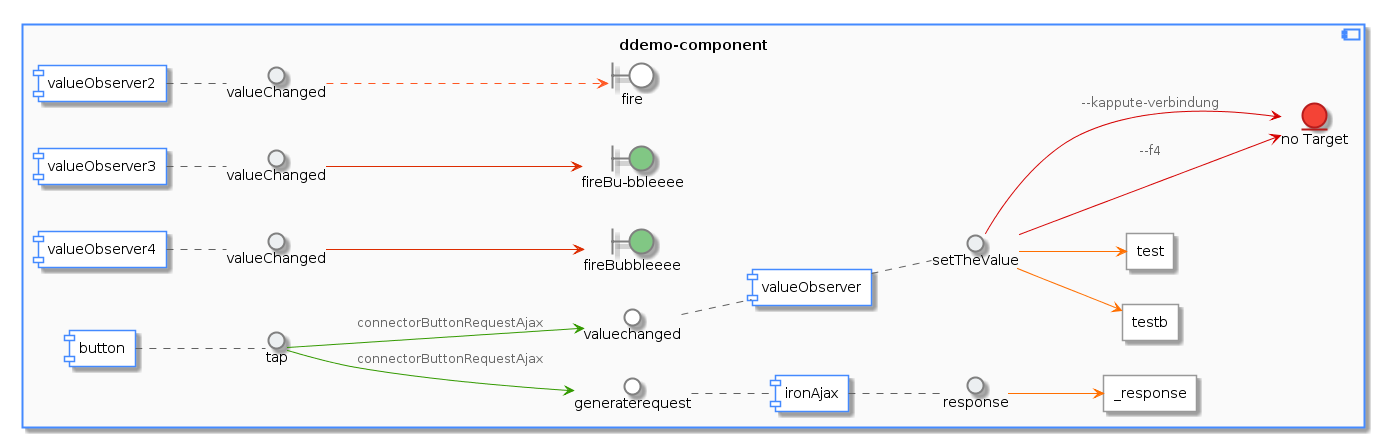 ddemo-component
valueObserver2
valueChanged
fire
--kappute-verbindung
no Target
valueObserver3
valueChanged
fireBu-bbleeee
--f4
valueObserver4
valueChanged
fireBubbleeee
setTheValue
test
valueObserver
testb
button
tap
connectorButtonRequestAjax
valuechanged
connectorButtonRequestAjax
generaterequest
ironAjax
response
_response